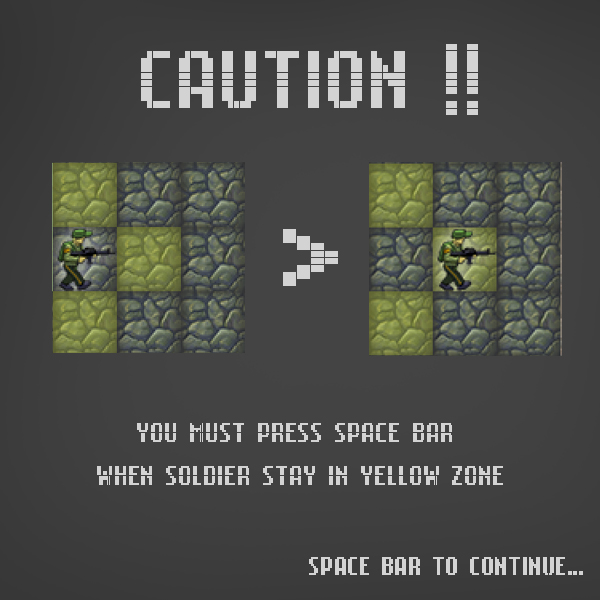 CAUTION !!
>
YOU MUST PRESS SPACE BAR
WHEN SOLDIER STAY IN YELLOW ZONE
SPACE BAR TO CONTINUE...